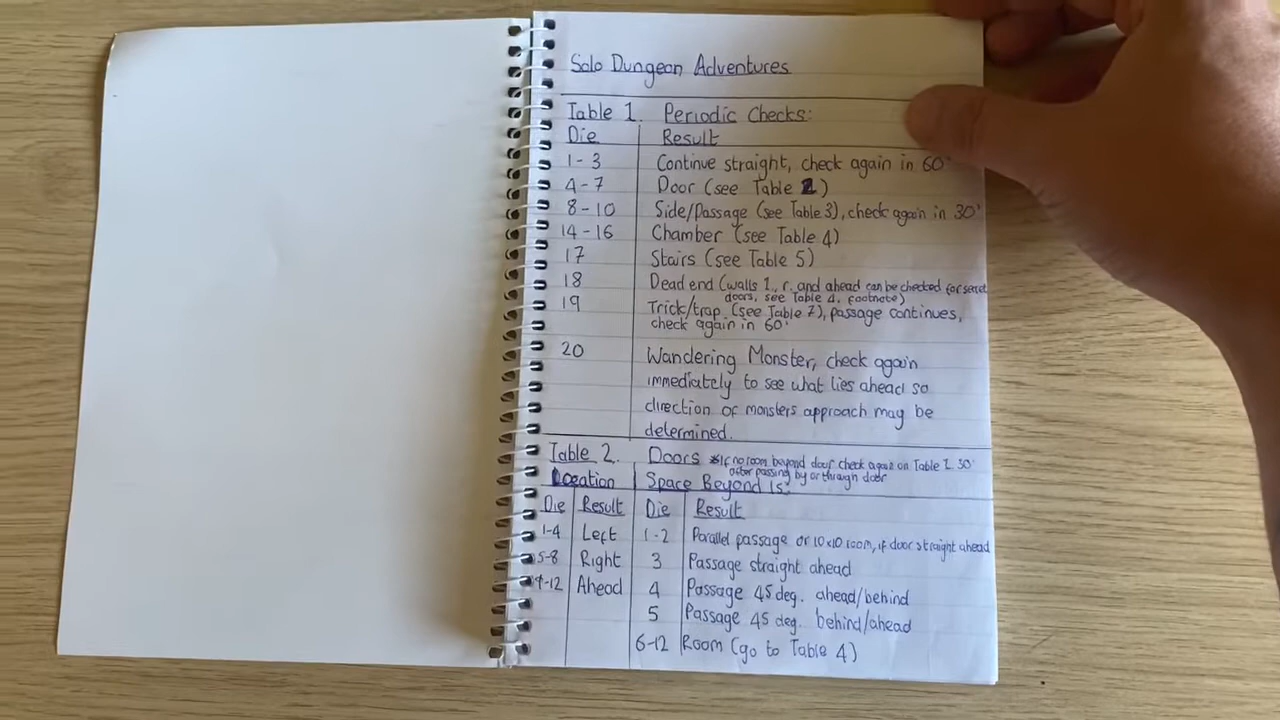 Solo Dungeon Adventures
Table 1. Periodic Checks:
Die Result
1-3 Continue straight, check again in 60'
4-7 Door (see Table 2)
8-10 Side/Passage (see Table 3), check again in 30'
14-16 Chamber (see Table 4)
17 Stairs (see Table 5)
18 Dead end (walls l., r. and ahead can be checked for secret
doors, see Table 4, footnote)
19 Trick/trap (see Table 7), passage continues,
check again in 60'
20 Wandering Monster, check again
immediately to see what lies ahead so
direction of monsters approach may be
determined.
Table 2. Doors *If no room beyond door check again on Table 1. 30'
after passing by or through door
Location Space Beyond Is:
Die Result Die Result
1-4 Left 1-2 Parallel passage or 10x10 room, if door straight ahead
5-8 Right 3 Passage straight ahead
9-12 Ahead 4 Passage 45 deg. ahead/behind
5 Passage 45 deg. behind/ahead
6-12 Room (go to Table 4)